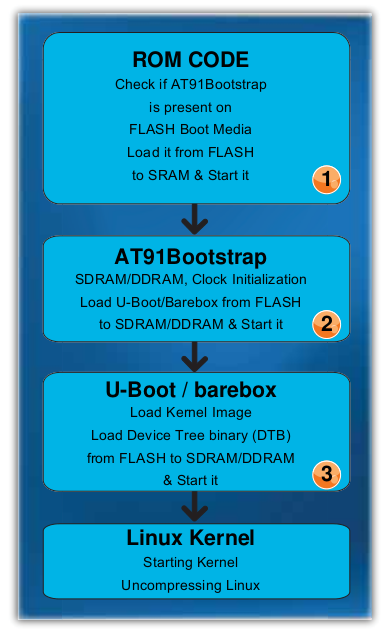 ROM CODE
Check if AT91Bootstrap
is present on
FLASH Boot Media
Load it from FLASH
to SRAM & Start it
1
AT91Bootstrap
SDRAM/DDRAM, Clock Initialization
Load U-Boot/Barebox from FLASH
to SDRAM/DDRAM & Start it
2
U-Boot / barebox
Load Kernel Image
Load Device Tree binary (DTB)
from FLASH to SDRAM/DDRAM
& Start it
3
Linux Kernel
Starting Kernel
Uncompressing Linux